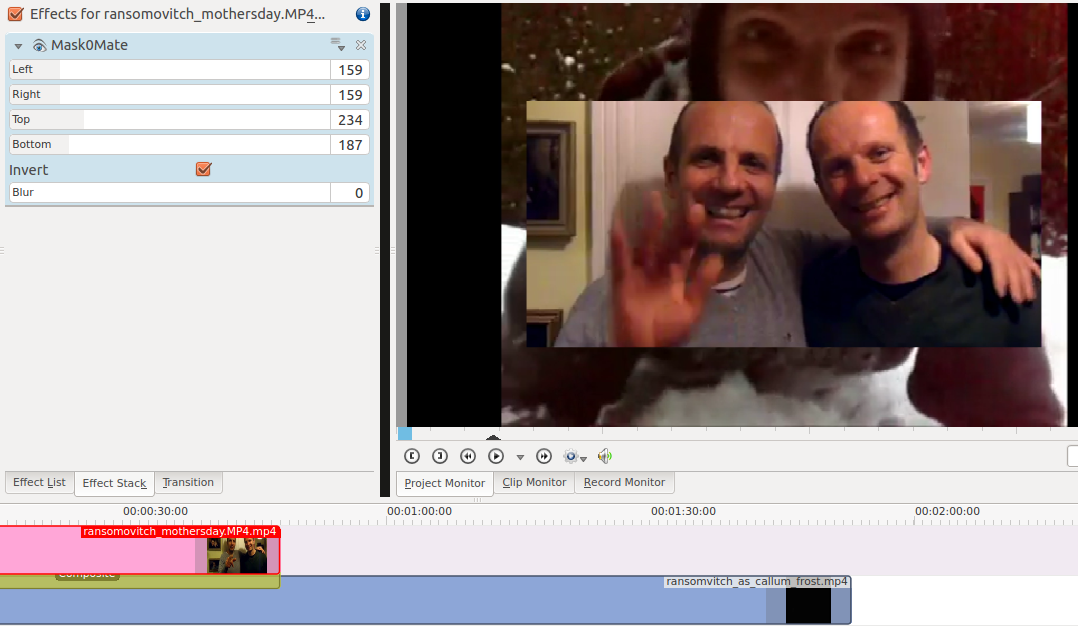 Effects for ransomovitch_mothersday.MP4...
Mask0Mate
Left 159
Right 159
Top 234
Bottom 187
Invert
Blur 0
Effect List Effect Stack Transition
Project Monitor Clip Monitor Record Monitor
00:00:30:00 00:01:00:00 00:01:30:00 00:02:00:00
ransomovitch_mothersday.MP4.mp4
Composite
ransomvitch_as_callum_frost.mp4